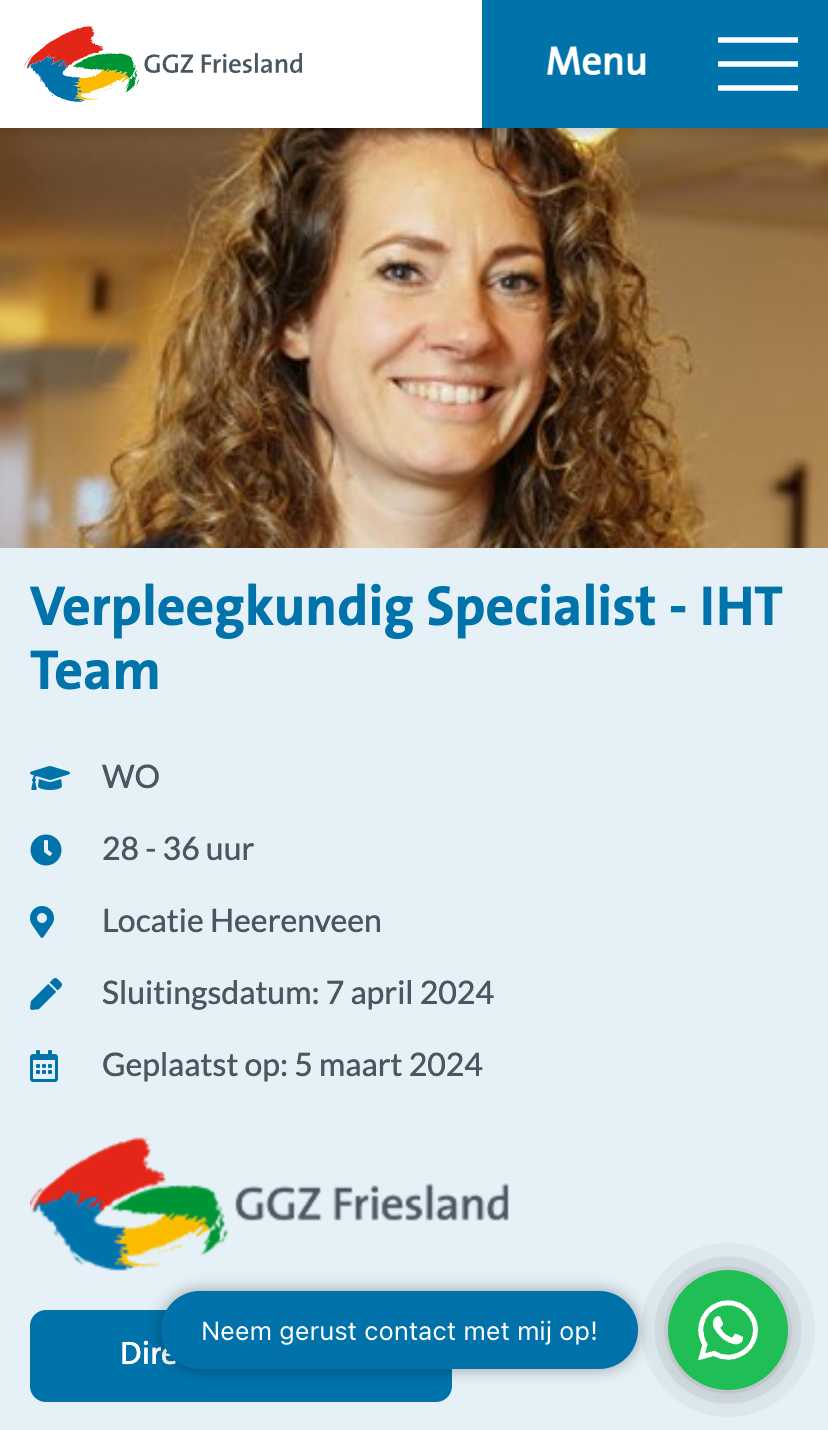 GGZ Friesland
Menu
Verpleegkundig Specialist - IHT
Team
WO
28 - 36 uur
Locatie Heerenveen
Sluitingsdatum: 7 april 2024
Geplaatst op: 5 maart 2024
GGZ Friesland
Neem gerust contact met mij op!